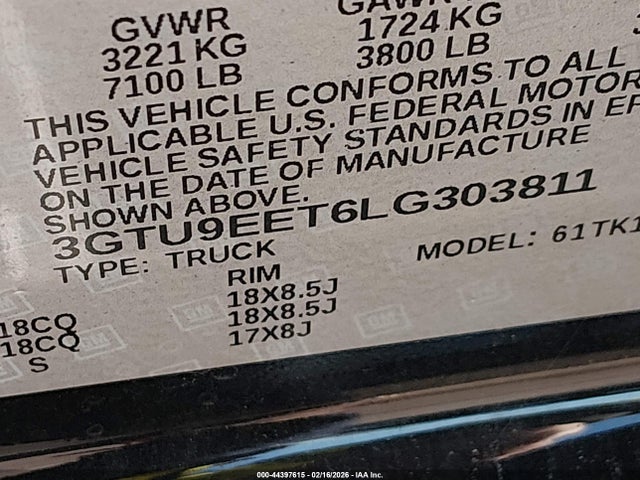 GVWR
3221 KG
7100 LB
1724 KG
3800 LB
THIS VEHICLE CONFORMS TO ALL
APPLICABLE U.S. FEDERAL MOTOR
VEHICLE SAFETY STANDARDS IN
ON THE DATE OF MANUFACTURE
SHOWN ABOVE.
3GTU9EET6LG303811
TYPE: TRUCK MODEL: 61TK1
RIM
18CQ 18X8.5J
18CQ 18X8.5J
S 17X8J
000-44397615 - 02/16/2026 - IAA Inc.